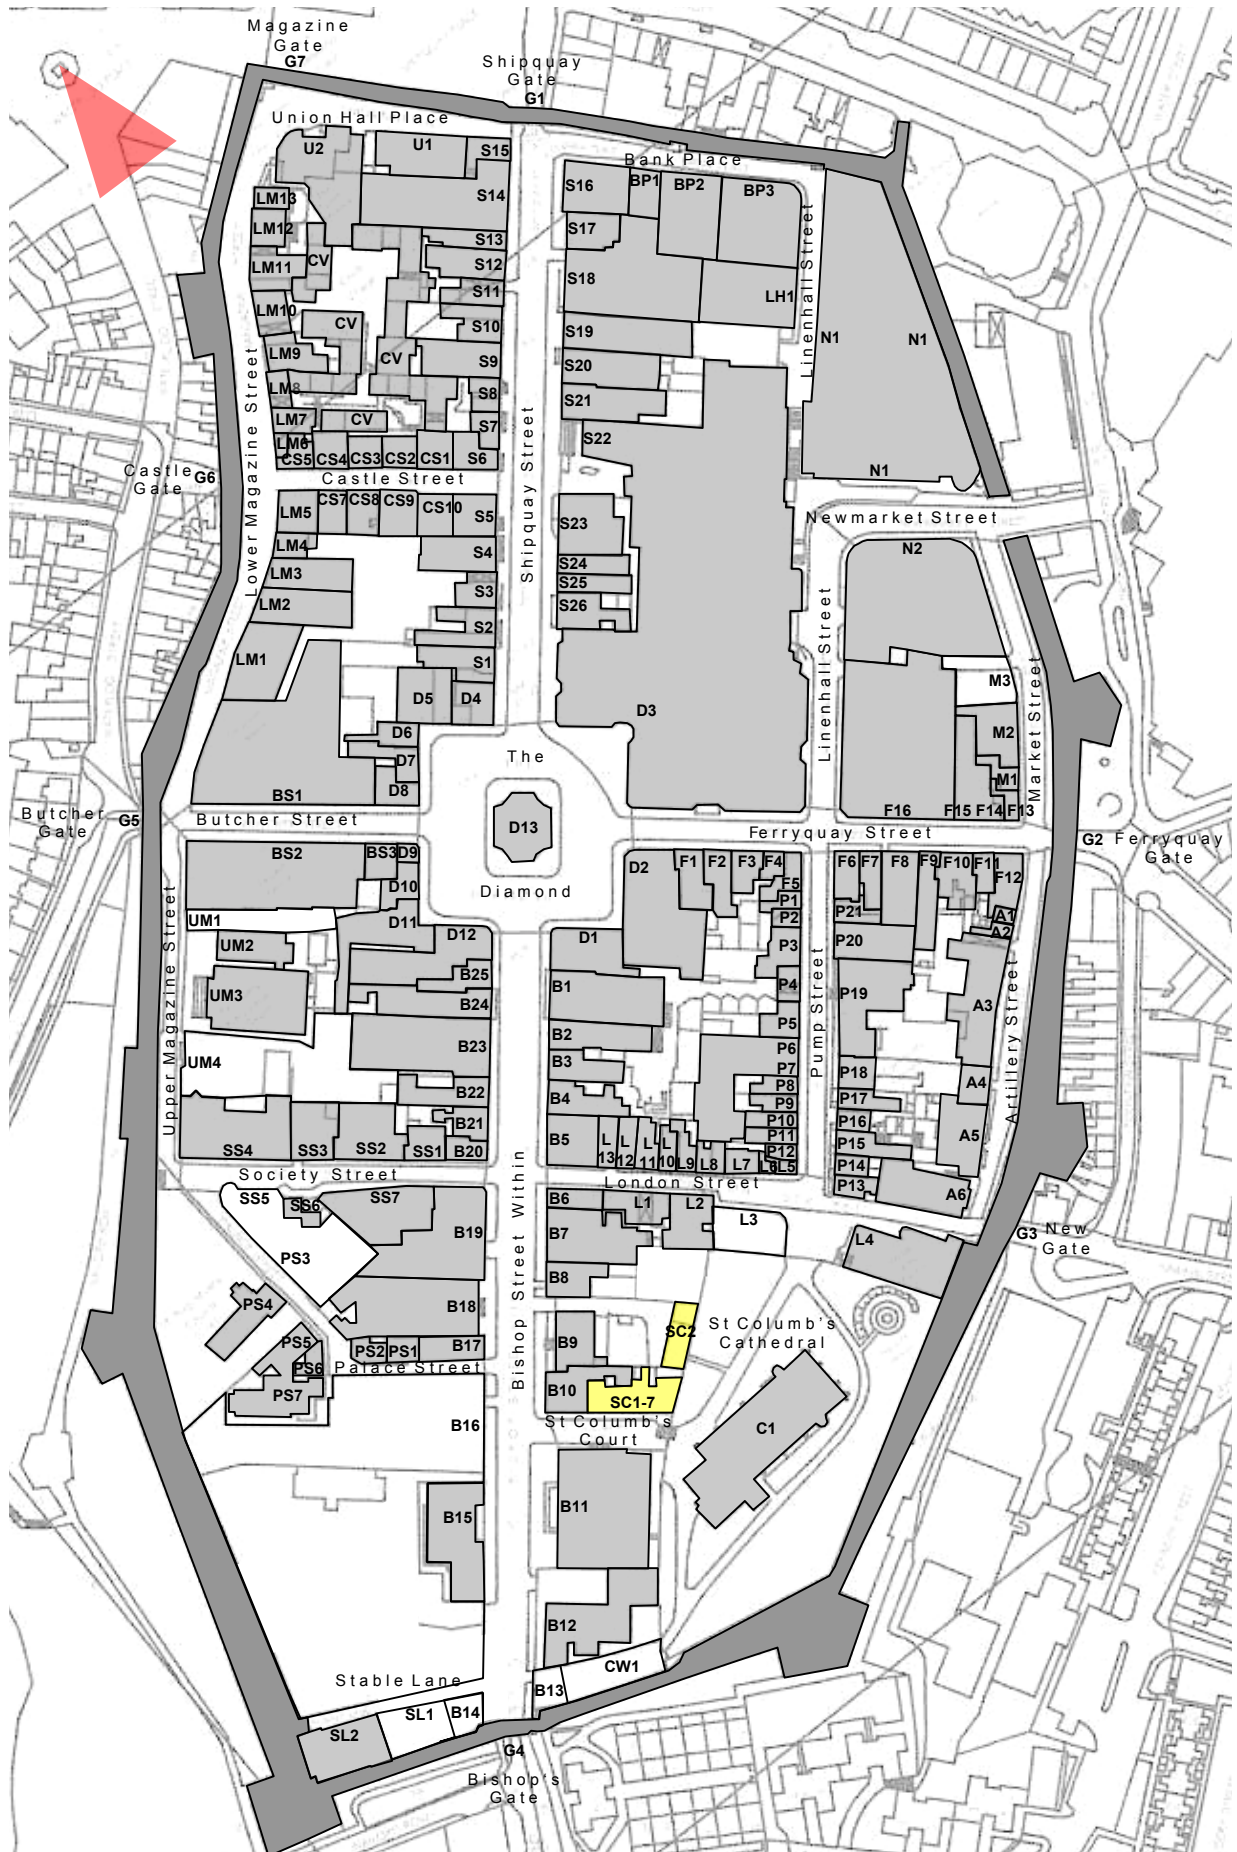 Magazine
Gate
G7
Shipquay
Gate
G1
Union Hall Place
U2
U1
S15
Bank Place
S14
S16
BP1
BP2
BP3
LM13
LM12
S17
S13
CV
LM11
S12
S18
S11
LH1
LM10
CV
S10
S19
N1
N1
LM9
CV
S9
S20
LM8
S8
S21
LM7
CV
S7
S22
LM6
CS5
CS4
CS3
CS2
CS1
S6
Lower Magazine Street
Shipquay Street
Linenhall Street
Castle
Gate
G6
Castle Street
N1
CS7
CS8
CS9
CS10
LM5
S5
S23
Newmarket Street
LM4
S4
N2
S24
LM3
S25
S3
LM2
S26
S2
LM1
S1
Linenhall Street
M3
Market Street
D5
D4
D3
D6
M2
The
D7
M1
D8
BS1
F16
F15
F14
F13
Butcher
Gate
G5
Butcher Street
D13
Ferryquay Street
G2
Ferryquay
Gate
BS2
BS3
D9
D2
F1
F2
F3
F4
F5
F6
F7
F8
F9
F10
F11
F12
D10
Diamond
P1
P21
A1
UM1
D11
P2
A2
UM2
D12
D1
P3
P20
B25
B1
P4
UM3
B24
P19
A3
P5
B2
B23
P6
UM4
B3
P7
P18
B22
P8
A4
B4
P9
P17
B21
P10
P16
B5
L
13
L
12
L
11
L
10
L9
L8
L7
L6
L5
P11
P15
A5
SS4
SS3
SS2
SS1
B20
P12
P14
P13
Upper Magazine Street
Pump Street
Artillery Street
Society Street
London Street
SS5
SS6
SS7
B6
L1
L2
L3
A6
B19
B7
L4
G3
New
Gate
PS3
B8
PS4
B18
Bishop Street Within
SC2
St Columb's
Cathedral
PS5
B9
B17
PS2
PS1
PS6
Palace Street
PS7
B10
SC1-7
B16
St Columb's
Court
C1
B15
B11
B12
Stable Lane
CW1
B13
SL1
B14
SL2
G4
Bishop's
Gate